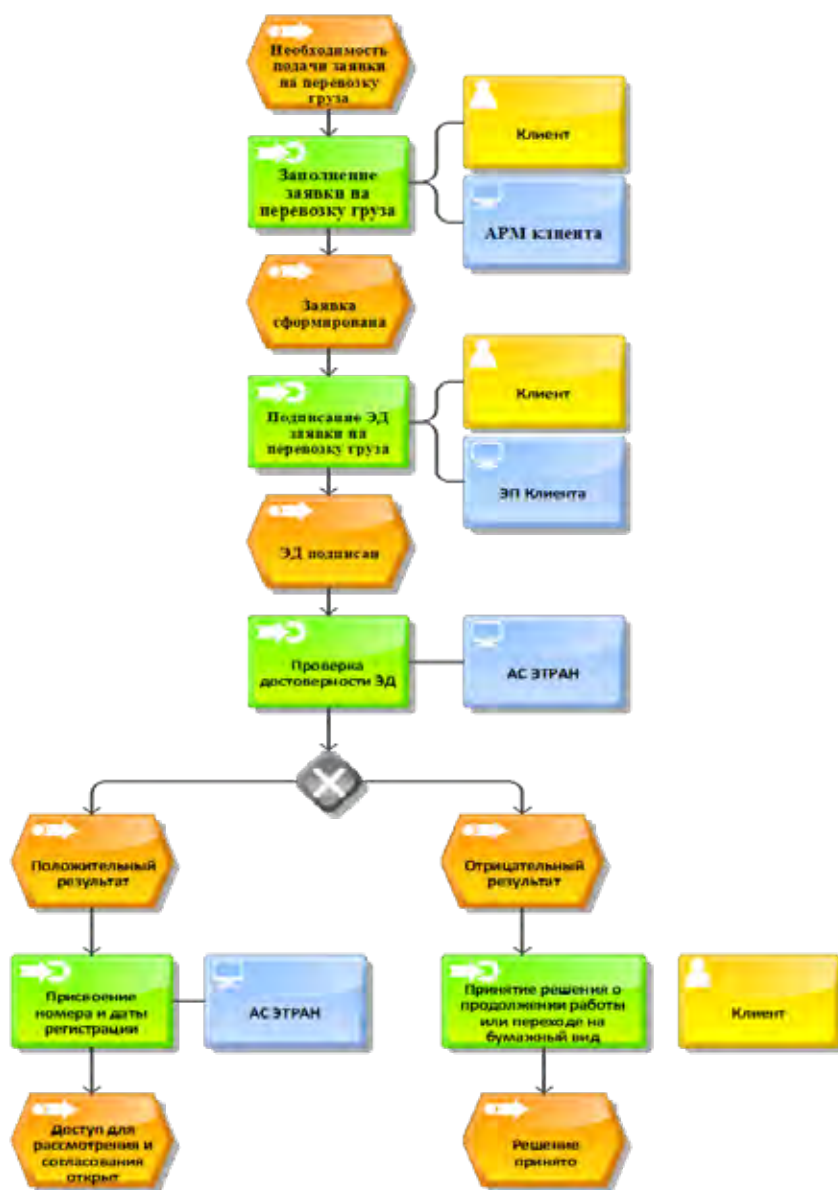 Необходимость
подачи заявки
на перевозку
груза
Клиент
Заполнение
заявки на
перевозку груза
АРМ клиента
Заявка
сформирована
Клиент
Подписание ЭД
заявки на
перевозку груза
ЭП Клиента
ЭД подписан
Проверка
достоверности ЭД
АС ЭТРАН
Положительный
результат
Отрицательный
результат
Присвоение
номера и даты
регистрации
АС ЭТРАН
Принятие решения о
продолжении работы
или переходе на
бумажный вид
Клиент
Доступ для
рассмотрения и
согласования
открыт
Решение
принято